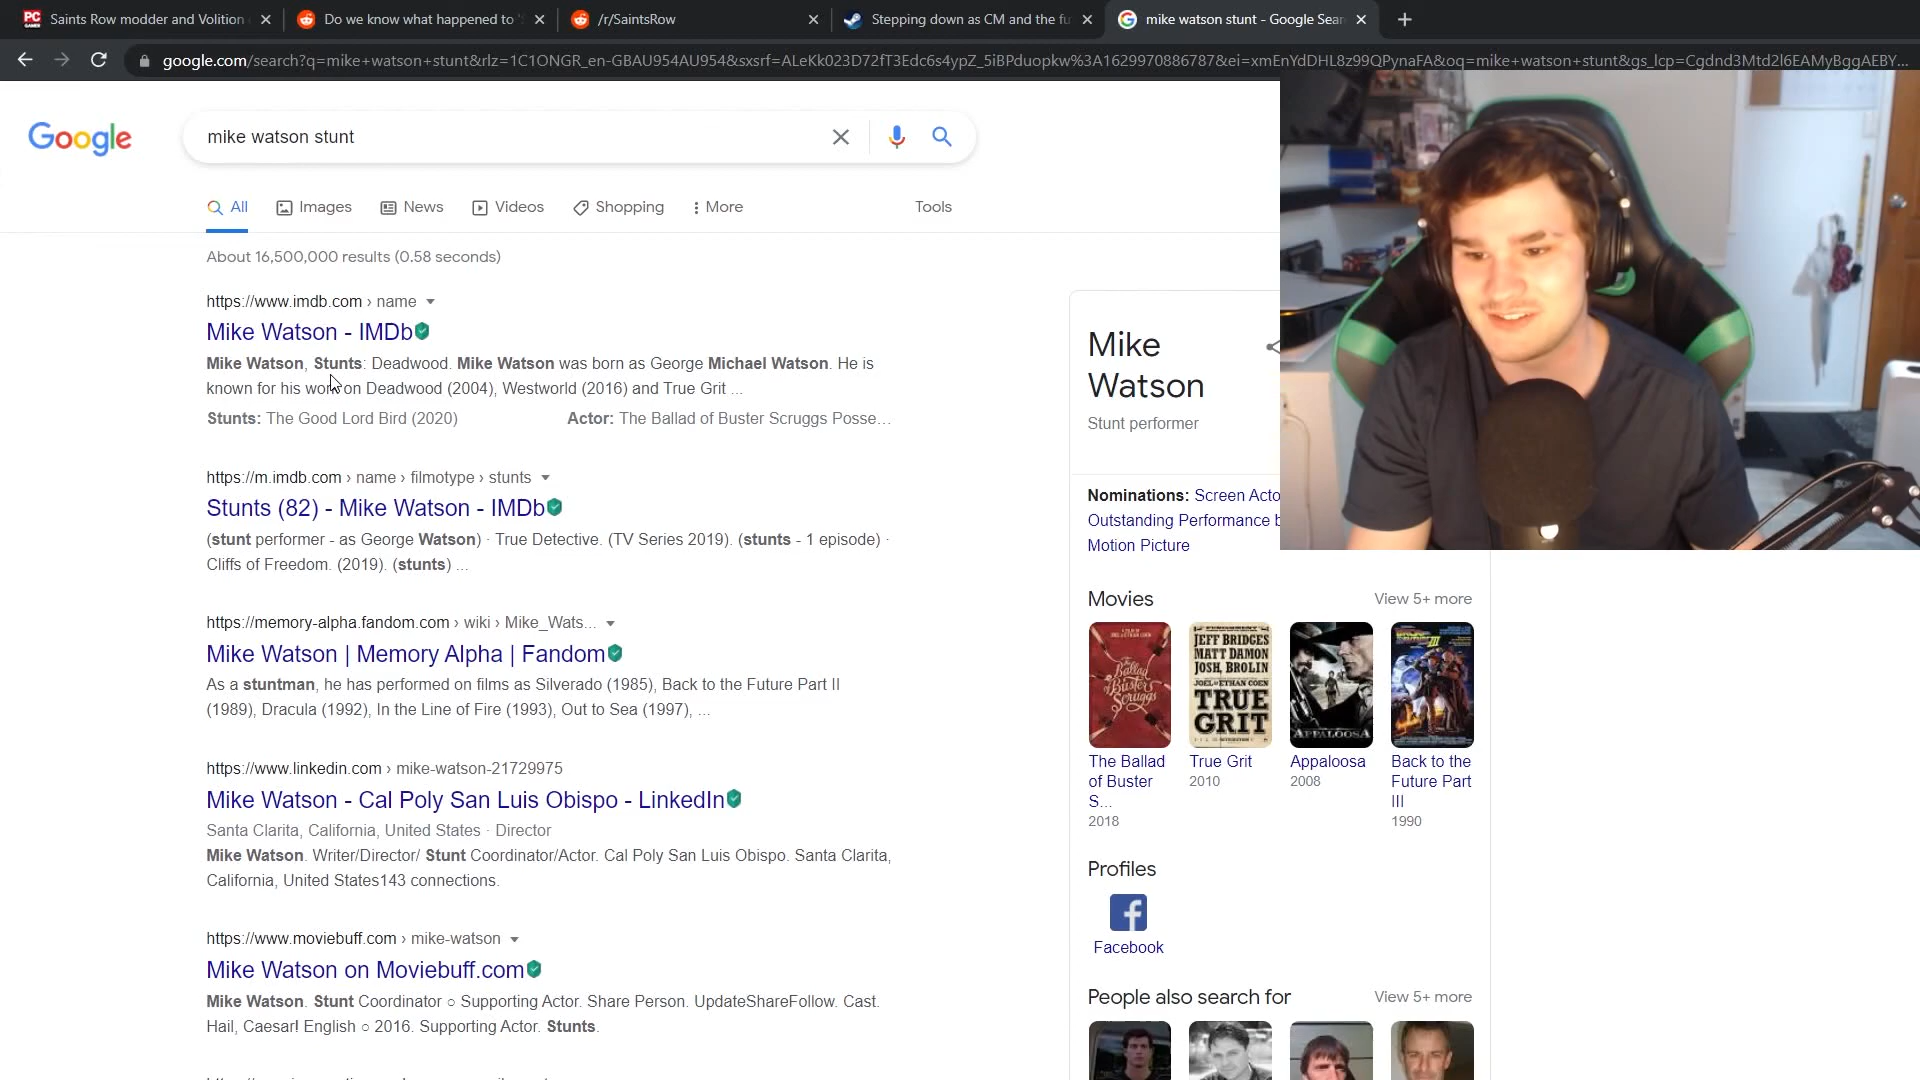 Saints Row modder and Volition
Do we know what happened to '
/r/SaintsRow
Stepping down as CM and the fu
mike watson stunt - Google Sear
google.com/search?q=mike+watson+stunt&rlz=1C1ONGR_en-GBAU954AU954&sxsrf=ALeKk023D72fT3Edc6s4ypZ_5iBPduopkw%3A1629970886787&ei=xmEnYdDHL8z99QPynaFA&oq=mike+watson+stunt&gs_lcp=Cgdnd3Mtd2l6EAMyBggAEBY...
Google
mike watson stunt
All
Images
News
Videos
Shopping
More
Tools
About 16,500,000 results (0.58 seconds)
https://www.imdb.com › name
Mike Watson - IMDb
Mike Watson, Stunts: Deadwood. Mike Watson was born as George Michael Watson. He is
known for his work on Deadwood (2004), Westworld (2016) and True Grit ...
Stunts: The Good Lord Bird (2020)
Actor: The Ballad of Buster Scruggs Posse...
https://m.imdb.com › name › filmotype › stunts
Stunts (82) - Mike Watson - IMDb
(stunt performer - as George Watson) · True Detective. (TV Series 2019). (stunts - 1 episode) ·
Cliffs of Freedom. (2019). (stunts) ...
https://memory-alpha.fandom.com › wiki › Mike_Wats...
Mike Watson | Memory Alpha | Fandom
As a stuntman, he has performed on films as Silverado (1985), Back to the Future Part II
(1989), Dracula (1992), In the Line of Fire (1993), Out to Sea (1997), ...
https://www.linkedin.com › mike-watson-21729975
Mike Watson - Cal Poly San Luis Obispo - LinkedIn
Santa Clarita, California, United States · Director
Mike Watson. Writer/Director/ Stunt Coordinator/Actor. Cal Poly San Luis Obispo. Santa Clarita,
California, United States143 connections.
https://www.moviebuff.com › mike-watson
Mike Watson on Moviebuff.com
Mike Watson. Stunt Coordinator ○ Supporting Actor. Share Person. UpdateShareFollow. Cast.
Hail, Caesar! English ○ 2016. Supporting Actor. Stunts.
Mike
Watson
Stunt performer
Nominations: Screen Acto
Outstanding Performance b
Motion Picture
Movies
View 5+ more
JEFF BRIDGES
MATT DAMON
JOSH BROLIN
JOEL & ETHAN COEN
TRUE
GRIT
APPALOOSA
The Ballad
of Buster
S...
2018
True Grit
2010
Appaloosa
2008
Back to the
Future Part
III
1990
Profiles
Facebook
People also search for
View 5+ more